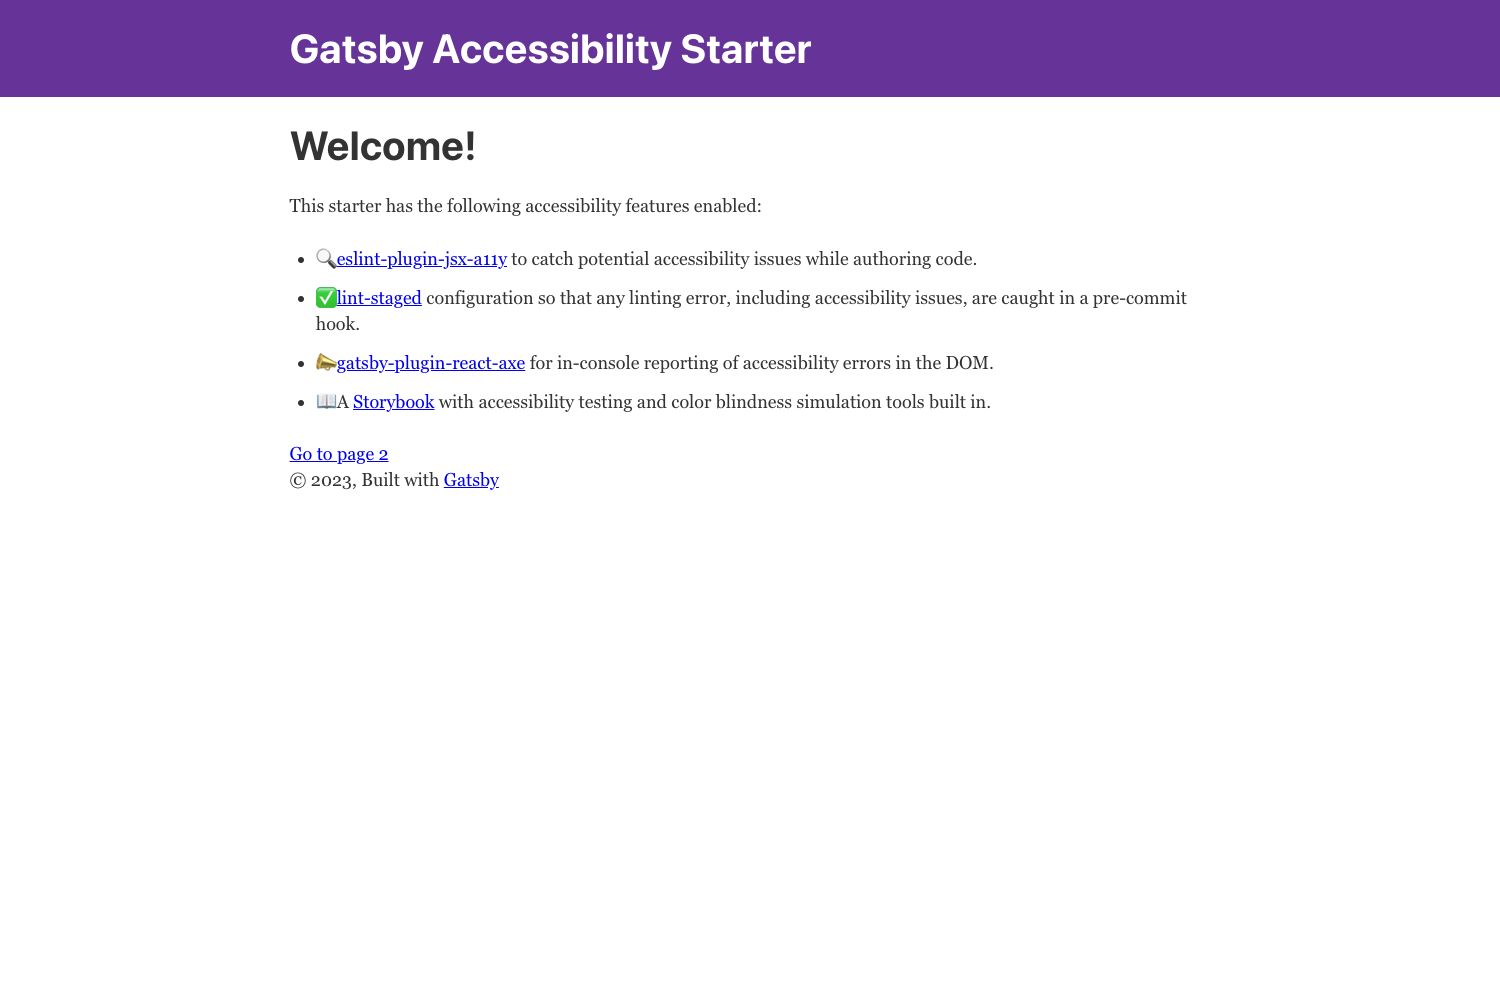 Gatsby Accessibility Starter
Welcome!
This starter has the following accessibility features enabled:
🔍eslint-plugin-jsx-a11y to catch potential accessibility issues while authoring code.
✅lint-staged configuration so that any linting error, including accessibility issues, are caught in a pre-commit
hook.
📣gatsby-plugin-react-axe for in-console reporting of accessibility errors in the DOM.
📖A Storybook with accessibility testing and color blindness simulation tools built in.
Go to page 2
© 2023, Built with Gatsby